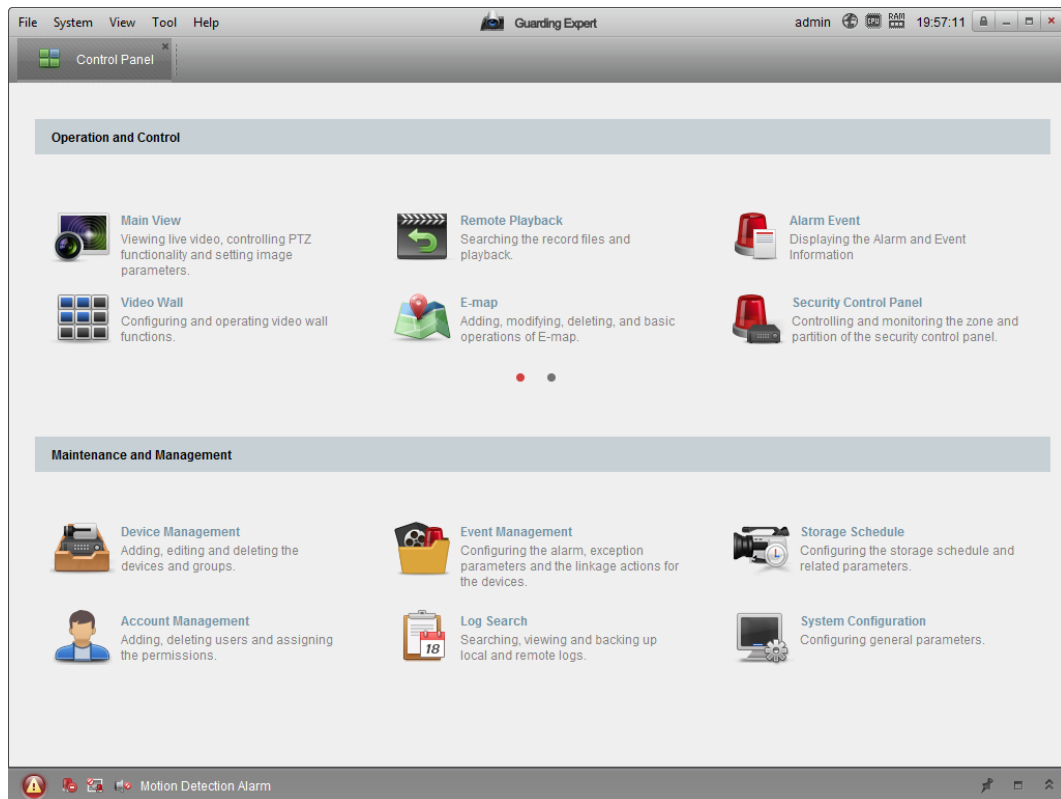 File System View Tool Help
Guarding Expert
admin CPU RAM 19:57:11
Control Panel
Operation and Control
Main View
Viewing live video, controlling PTZ
functionality and setting image
parameters.
Remote Playback
Searching the record files and
playback.
Alarm Event
Displaying the Alarm and Event
Information
Video Wall
Configuring and operating video wall
functions.
E-map
Adding, modifying, deleting, and basic
operations of E-map.
Security Control Panel
Controlling and monitoring the zone and
partition of the security control panel.
Maintenance and Management
Device Management
Adding, editing and deleting the
devices and groups.
Event Management
Configuring the alarm, exception
parameters and the linkage actions for
the devices.
Storage Schedule
Configuring the storage schedule and
related parameters.
Account Management
Adding, deleting users and assigning
the permissions.
Log Search
Searching, viewing and backing up
local and remote logs.
18
System Configuration
Configuring general parameters.
Motion Detection Alarm